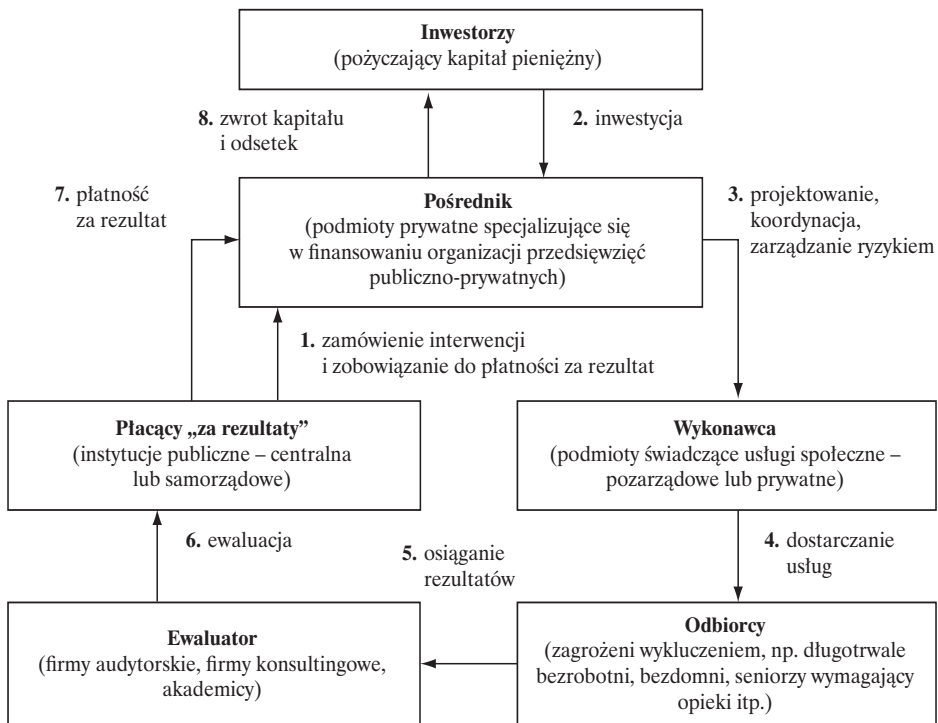 Inwestorzy
(pożyczający kapitał pieniężny)
8. zwrot kapitału
i odsetek
2. inwestycja
7. płatność
za rezultat
Pośrednik
(podmioty prywatne specjalizujące się
w finansowaniu organizacji przedsięwzięć
publiczno-prywatnych)
3. projektowanie,
koordynacja,
zarządzanie ryzykiem
1. zamówienie interwencji
i zobowiązanie do płatności za rezultat
Płacący „za rezultaty”
(instytucje publiczne – centralna
lub samorządowe)
Wykonawca
(podmioty świadczące usługi społeczne –
pozarządowe lub prywatne)
6. ewaluacja
5. osiąganie
rezultatów
4. dostarczanie
usług
Ewaluator
(firmy audytorskie, firmy konsultingowe,
akademicy)
Odbiorcy
(zagrożeni wykluczeniem, np. długotrwale
bezrobotni, bezdomni, seniorzy wymagający
opieki itp.)